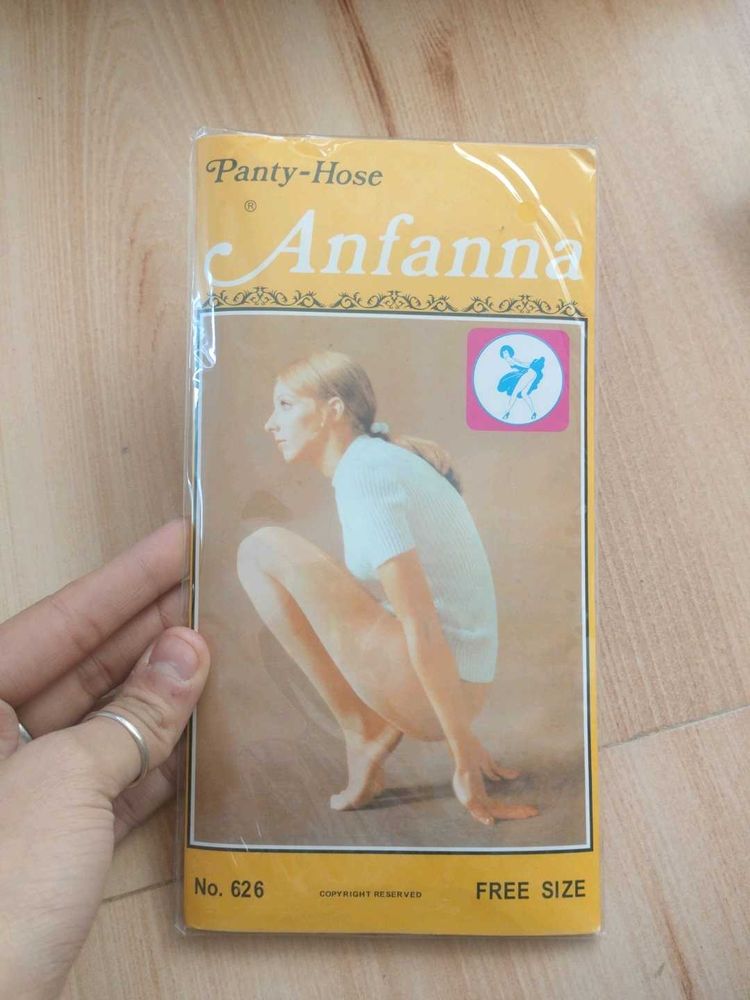 Panty-Hose
®
Anfanna
No. 626
COPYRIGHT RESERVED
FREE SIZE